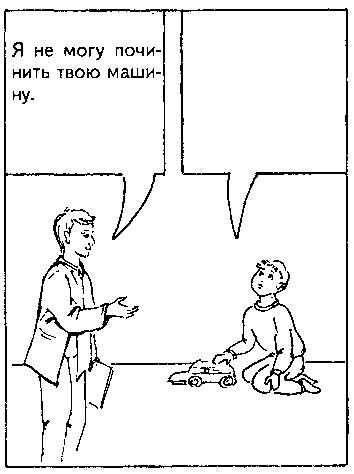 Я не могу почи-
нить твою маши-
ну.